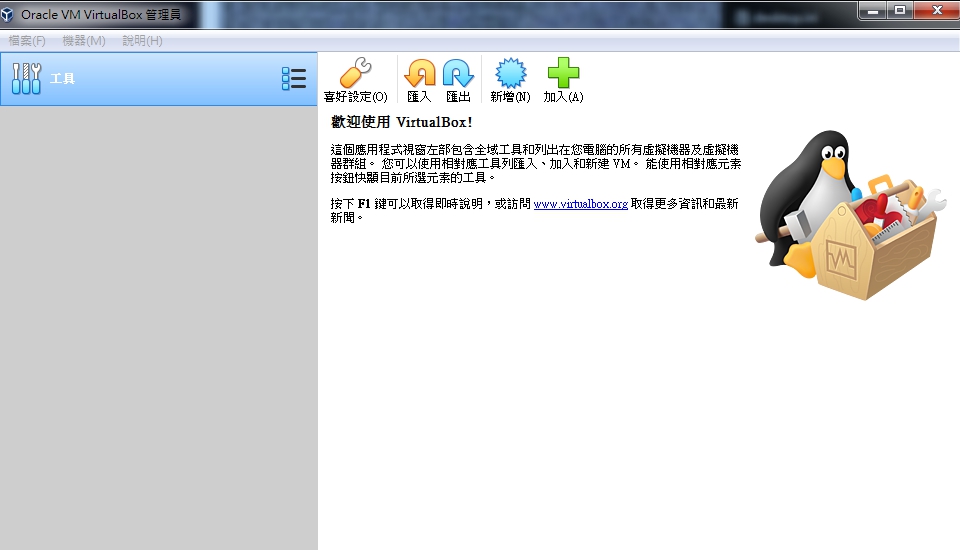 Oracle VM VirtualBox 管理員
檔案(F) 機器(M) 說明(H)
工具
喜好設定(O) 匯入 匯出 新增(N) 加入(A)
歡迎使用 VirtualBox!
這個應用程式視窗左部包含全域工具和列出在您電腦的所有虛擬機器及虛擬機
器群組。 您可以使用相對應工具列匯入、加入和新建 VM。 能使用相對應元素
按鈕快顯目前所選元素的工具。
按下 F1 鍵可以取得即時說明，或訪問 www.virtualbox.org 取得更多資訊和最新
新聞。